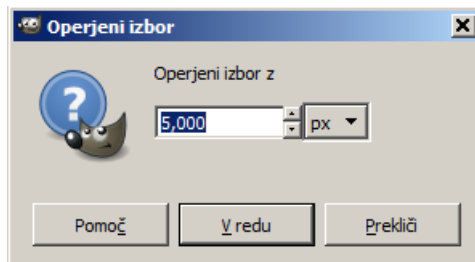 Operjeni izbor
Operjeni izbor z
5,000 px
Pomoč V redu Prekliči